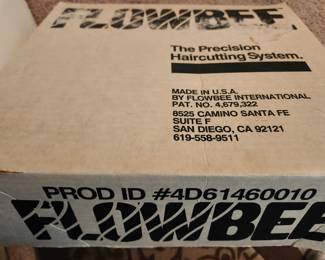 FLOWBEE
The Precision
Haircutting System.
MADE IN U.S.A.
BY FLOWBEE INTERNATIONAL
PAT. NO. 4,679,322
8525 CAMINO SANTA FE
SUITE F
SAN DIEGO, CA 92121
619-558-9511
PROD ID #4D61460010
FLOWBEE